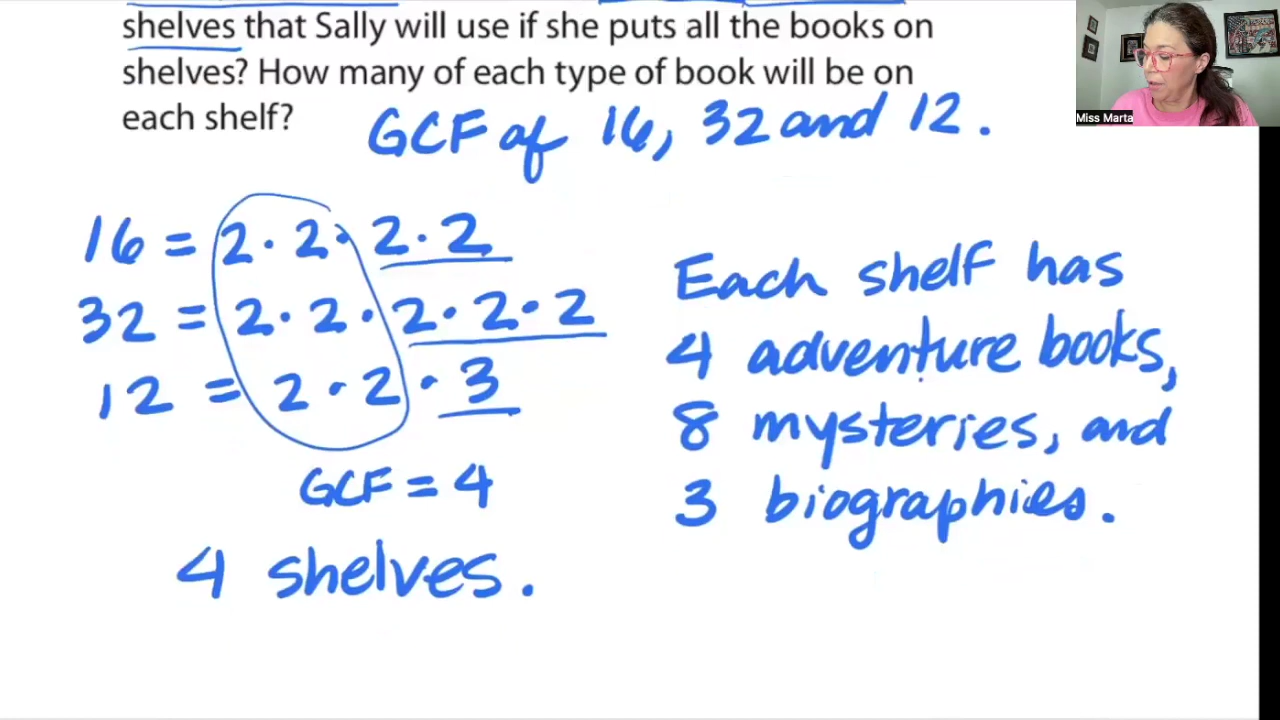 shelves that Sally will use if she puts all the books on
shelves? How many of each type of book will be on
each shelf?
GCF of 16, 32 and 12.
16 = 2 · 2 · 2 · 2
32 = 2 · 2 · 2 · 2 · 2
12 = 2 · 2 · 3
GCF = 4
4 shelves.
Each shelf has
4 adventure books,
8 mysteries, and
3 biographies.
Miss Marta